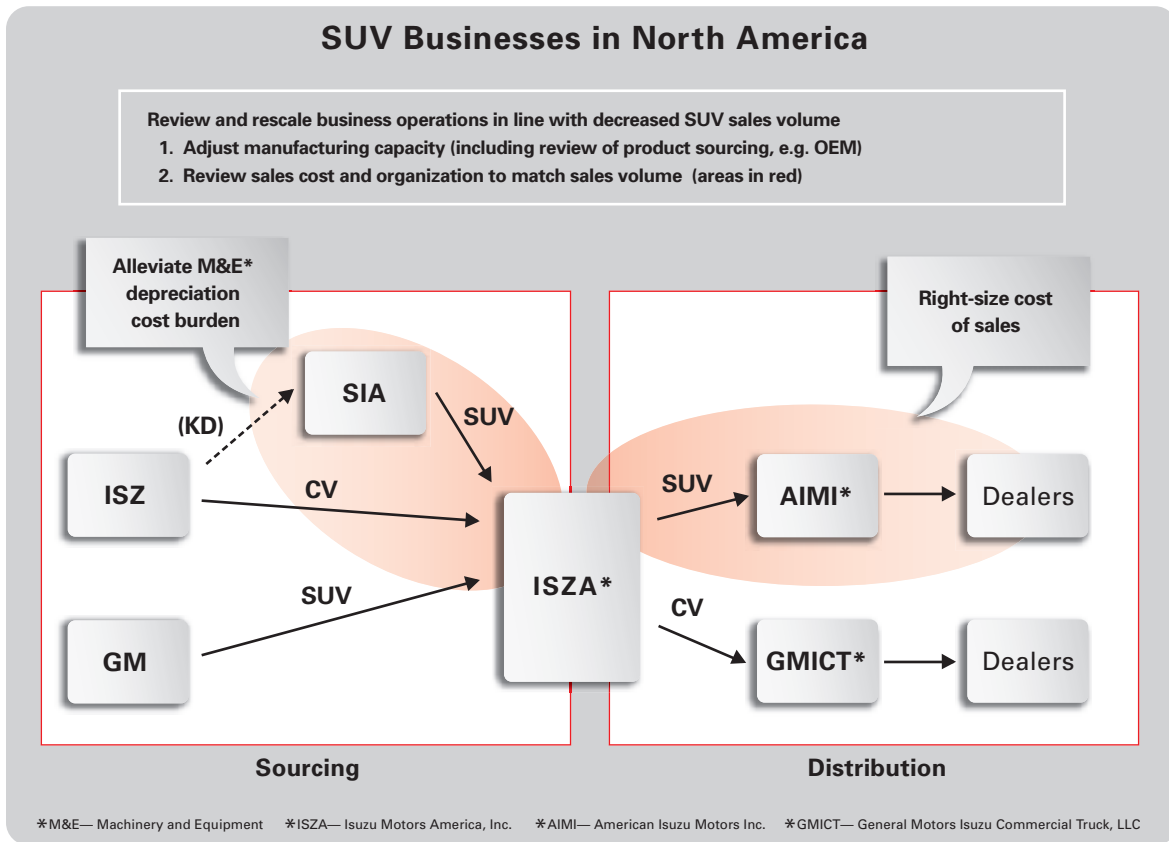 SUV Businesses in North America
Review and rescale business operations in line with decreased SUV sales volume
1. Adjust manufacturing capacity (including review of product sourcing, e.g. OEM)
2. Review sales cost and organization to match sales volume (areas in red)
Alleviate M&E*
depreciation
cost burden
Right-size cost
of sales
SIA
(KD)
SUV
ISZ
CV
SUV
GM
ISZA*
SUV
AIMI*
Dealers
CV
GMICT*
Dealers
Sourcing
Distribution
*M&E— Machinery and Equipment *ISZA— Isuzu Motors America, Inc. *AIMI— American Isuzu Motors Inc. *GMICT— General Motors Isuzu Commercial Truck, LLC